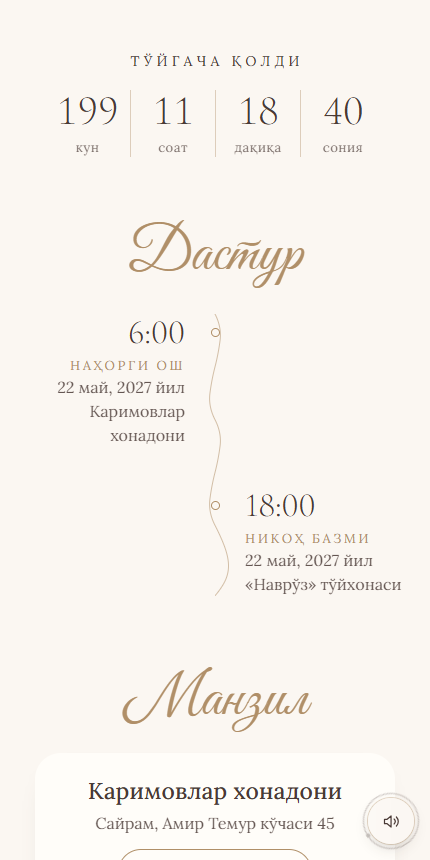 ТЎЙГАЧА ҚОЛДИ
199 11 18 40
кун соат дақиқа сония
Дастур
6:00
НАҲОРГИ ОШ
22 май, 2027 йил
Каримовлар
хонадони
18:00
НИКОҲ БАЗМИ
22 май, 2027 йил
«Наврўз» тўйхонаси
Манзил
Каримовлар хонадони
Сайрам, Амир Темур кўчаси 45